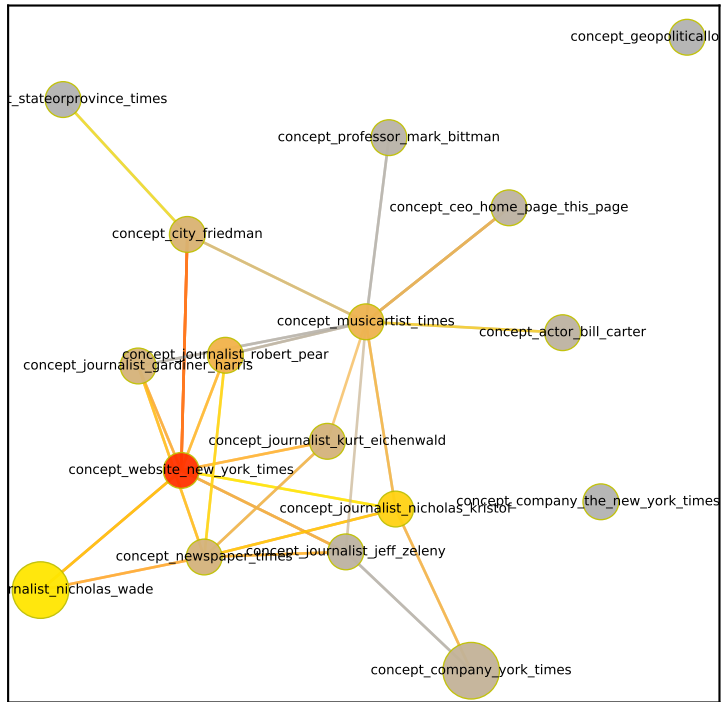 concept_geopoliticallo
t_stateorprovince_times
concept_professor_mark_bittman
concept_ceo_home_page_this_page
concept_city_friedman
concept_musicartist_times
concept_actor_bill_carter
concept_journalist_robert_pear
concept_journalist_gardiner_harris
concept_journalist_kurt_eichenwald
concept_website_new_york_times
concept_company_the_new_york_times
concept_journalist_nicholas_kristof
concept_journalist_jeff_zeleny
concept_newspaper_times
rnalist_nicholas_wade
concept_company_york_times